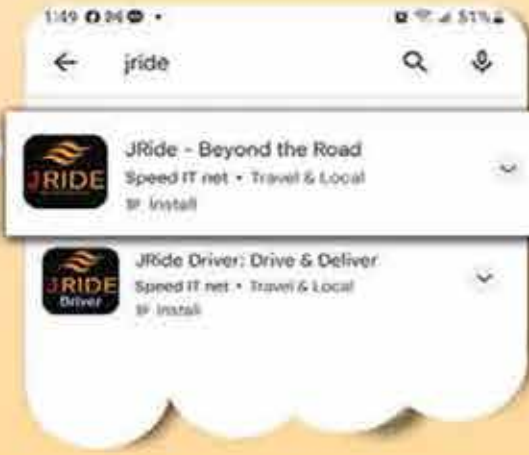 1:49
51%
jride
JRIDE
JRide - Beyond the Road
Speed IT net • Travel & Local
Install
JRIDE
Driver
JRide Driver: Drive & Deliver
Speed IT net • Travel & Local
Install